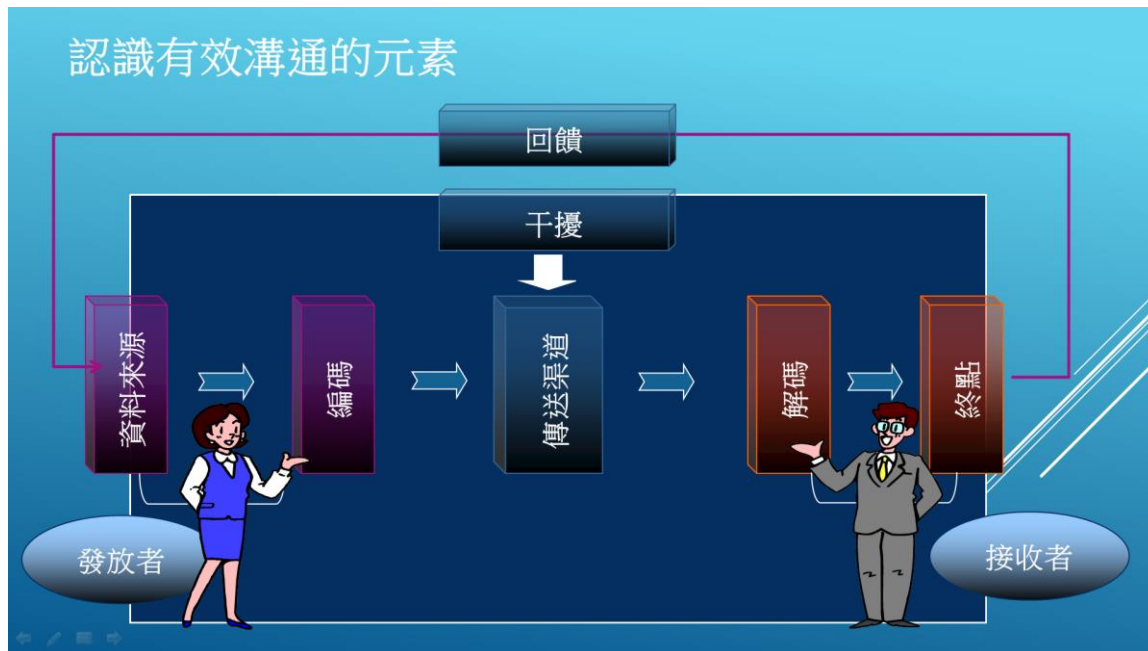 認識有效溝通的元素
回饋
干擾
資料來源
編碼
傳送渠道
解碼
終點
發放者
接收者